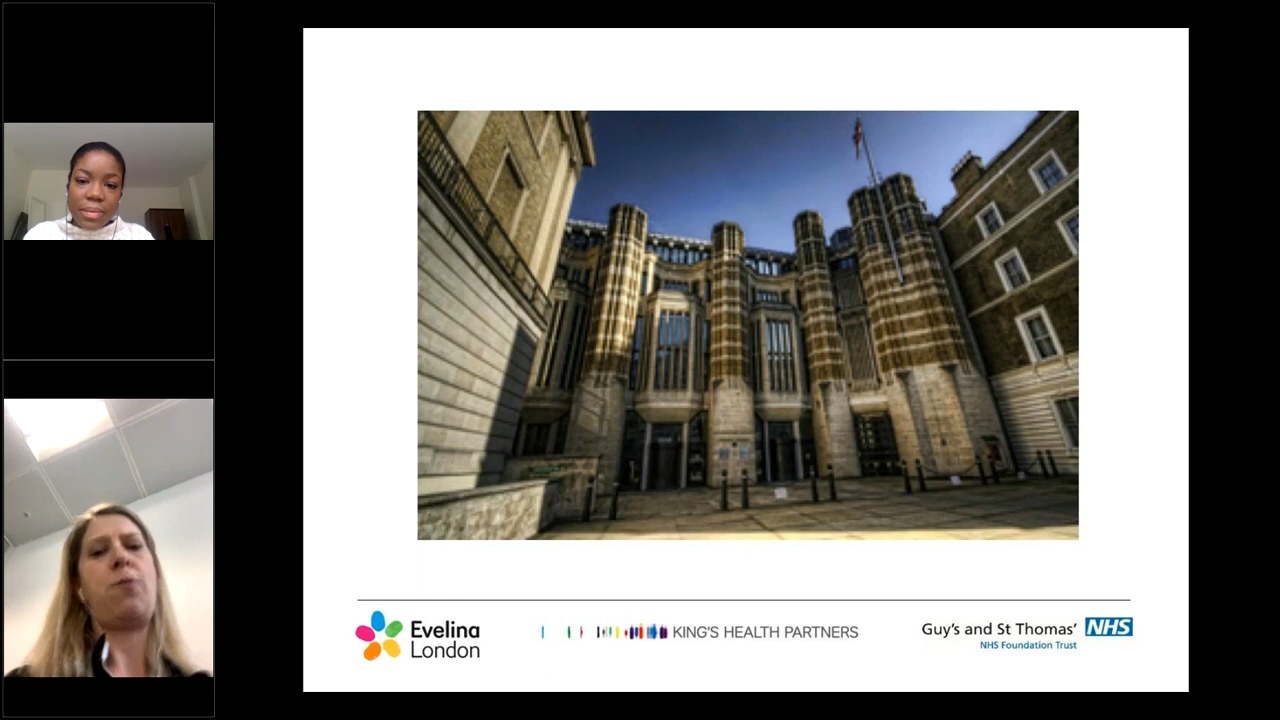 Evelina
London
KING'S HEALTH PARTNERS
Guy's and St Thomas' NHS
NHS Foundation Trust